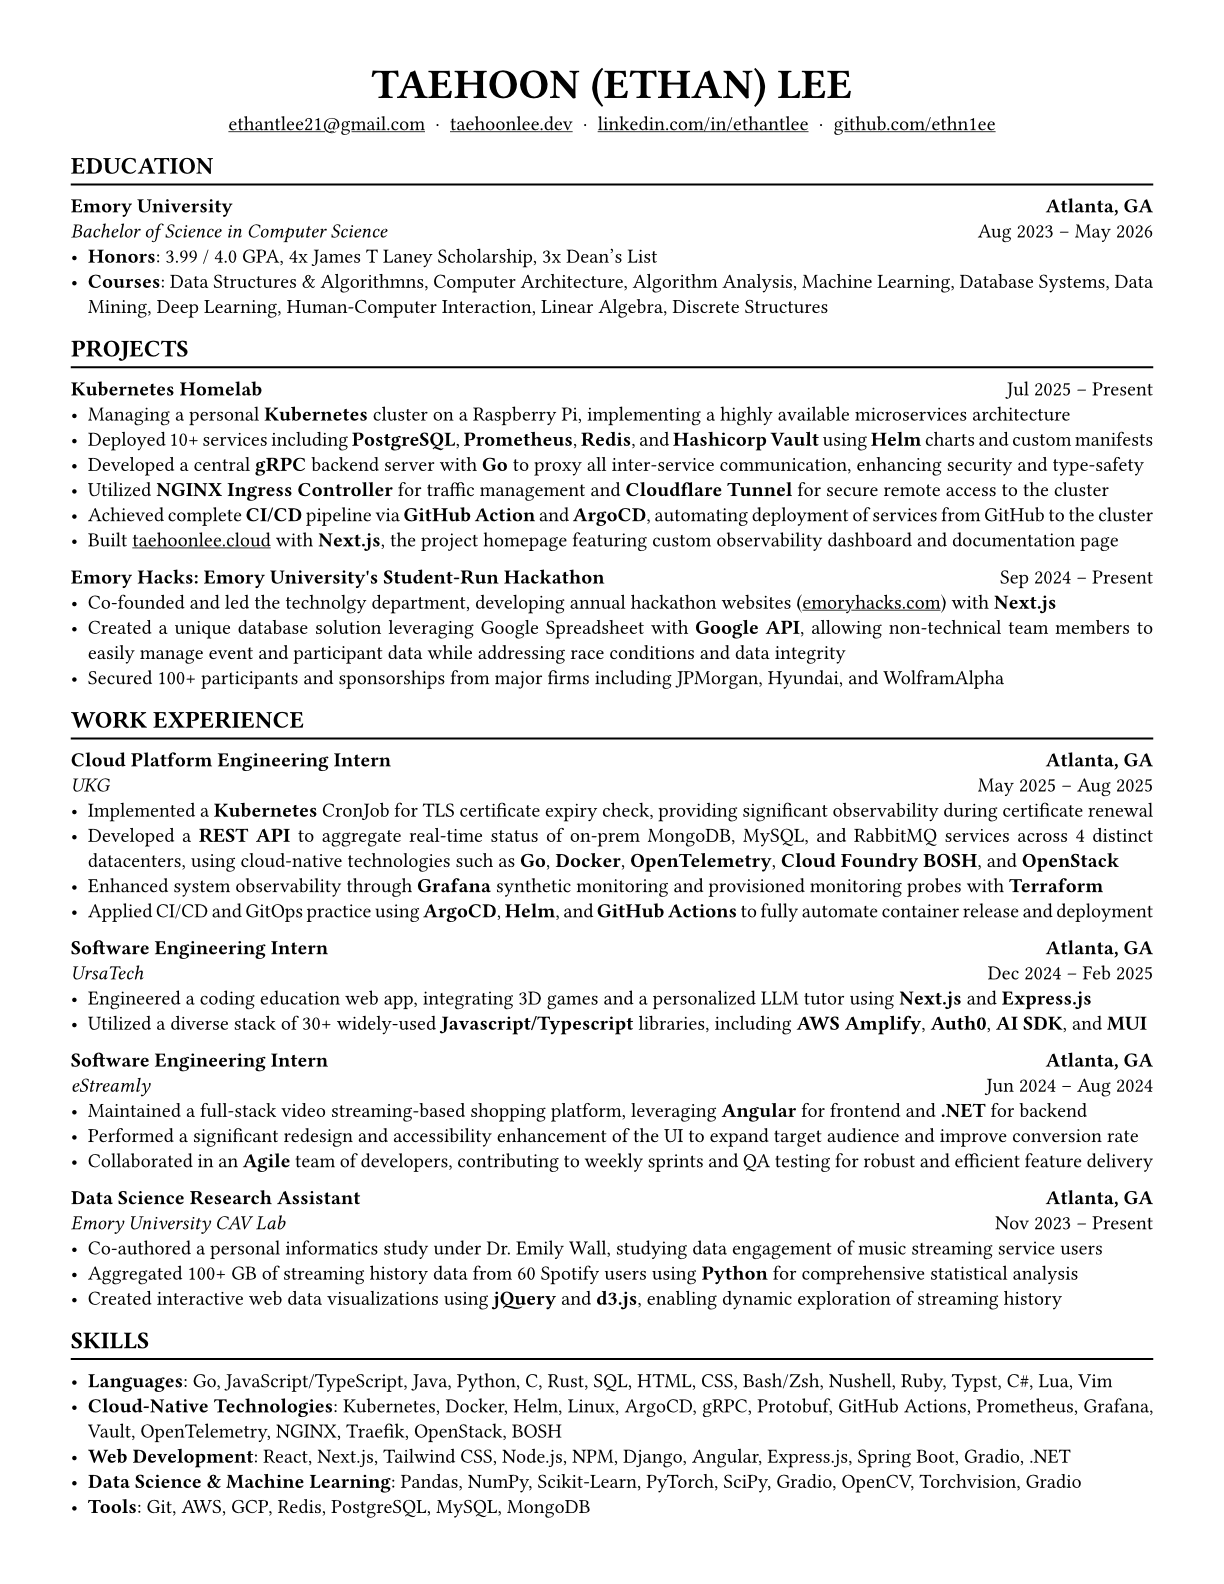 TAEHOON (ETHAN) LEE
ethantlee21@gmail.com · taehoonlee.dev · linkedin.com/in/ethantlee · github.com/ethn1ee
EDUCATION
Emory University Atlanta, GA
Bachelor of Science in Computer Science Aug 2023 – May 2026
• Honors: 3.99 / 4.0 GPA, 4x James T Laney Scholarship, 3x Dean’s List
• Courses: Data Structures & Algorithmns, Computer Architecture, Algorithm Analysis, Machine Learning, Database Systems, Data
Mining, Deep Learning, Human-Computer Interaction, Linear Algebra, Discrete Structures
PROJECTS
Kubernetes Homelab Jul 2025 – Present
• Managing a personal Kubernetes cluster on a Raspberry Pi, implementing a highly available microservices architecture
• Deployed 10+ services including PostgreSQL, Prometheus, Redis, and Hashicorp Vault using Helm charts and custom manifests
• Developed a central gRPC backend server with Go to proxy all inter-service communication, enhancing security and type-safety
• Utilized NGINX Ingress Controller for traffic management and Cloudflare Tunnel for secure remote access to the cluster
• Achieved complete CI/CD pipeline via GitHub Action and ArgoCD, automating deployment of services from GitHub to the cluster
• Built taehoonlee.cloud with Next.js, the project homepage featuring custom observability dashboard and documentation page
Emory Hacks: Emory University's Student-Run Hackathon Sep 2024 – Present
• Co-founded and led the technolgy department, developing annual hackathon websites (emoryhacks.com) with Next.js
• Created a unique database solution leveraging Google Spreadsheet with Google API, allowing non-technical team members to
easily manage event and participant data while addressing race conditions and data integrity
• Secured 100+ participants and sponsorships from major firms including JPMorgan, Hyundai, and WolframAlpha
WORK EXPERIENCE
Cloud Platform Engineering Intern Atlanta, GA
UKG May 2025 – Aug 2025
• Implemented a Kubernetes CronJob for TLS certificate expiry check, providing significant observability during certificate renewal
• Developed a REST API to aggregate real-time status of on-prem MongoDB, MySQL, and RabbitMQ services across 4 distinct
datacenters, using cloud-native technologies such as Go, Docker, OpenTelemetry, Cloud Foundry BOSH, and OpenStack
• Enhanced system observability through Grafana synthetic monitoring and provisioned monitoring probes with Terraform
• Applied CI/CD and GitOps practice using ArgoCD, Helm, and GitHub Actions to fully automate container release and deployment
Software Engineering Intern Atlanta, GA
UrsaTech Dec 2024 – Feb 2025
• Engineered a coding education web app, integrating 3D games and a personalized LLM tutor using Next.js and Express.js
• Utilized a diverse stack of 30+ widely-used Javascript/Typescript libraries, including AWS Amplify, Auth0, AI SDK, and MUI
Software Engineering Intern Atlanta, GA
eStreamly Jun 2024 – Aug 2024
• Maintained a full-stack video streaming-based shopping platform, leveraging Angular for frontend and .NET for backend
• Performed a significant redesign and accessibility enhancement of the UI to expand target audience and improve conversion rate
• Collaborated in an Agile team of developers, contributing to weekly sprints and QA testing for robust and efficient feature delivery
Data Science Research Assistant Atlanta, GA
Emory University CAV Lab Nov 2023 – Present
• Co-authored a personal informatics study under Dr. Emily Wall, studying data engagement of music streaming service users
• Aggregated 100+ GB of streaming history data from 60 Spotify users using Python for comprehensive statistical analysis
• Created interactive web data visualizations using jQuery and d3.js, enabling dynamic exploration of streaming history
SKILLS
• Languages: Go, JavaScript/TypeScript, Java, Python, C, Rust, SQL, HTML, CSS, Bash/Zsh, Nushell, Ruby, Typst, C#, Lua, Vim
• Cloud-Native Technologies: Kubernetes, Docker, Helm, Linux, ArgoCD, gRPC, Protobuf, GitHub Actions, Prometheus, Grafana,
Vault, OpenTelemetry, NGINX, Traefik, OpenStack, BOSH
• Web Development: React, Next.js, Tailwind CSS, Node.js, NPM, Django, Angular, Express.js, Spring Boot, Gradio, .NET
• Data Science & Machine Learning: Pandas, NumPy, Scikit-Learn, PyTorch, SciPy, Gradio, OpenCV, Torchvision, Gradio
• Tools: Git, AWS, GCP, Redis, PostgreSQL, MySQL, MongoDB